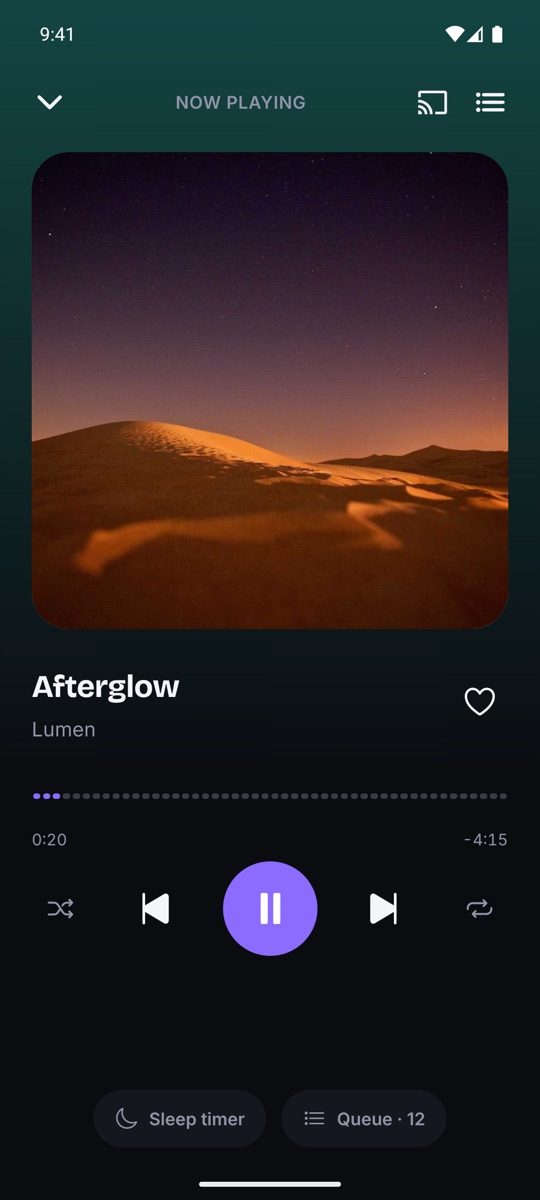 9:41
NOW PLAYING
Afterglow
Lumen
0:20
-4:15
Sleep timer
Queue · 12